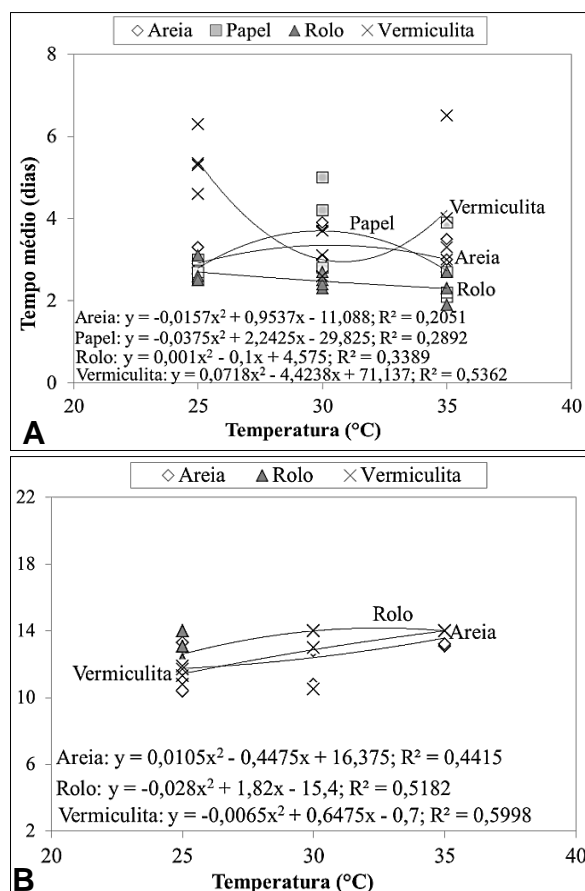 Areia Papel Rolo Vermiculita
8
6
4
2
0
Tempo médio (dias)
Papel
Vermiculita
Areia
Rolo
Areia: y = -0,0157x² + 0,9537x - 11,088; R² = 0,2051
Papel: y = -0,0375x² + 2,2425x - 29,825; R² = 0,2892
Rolo: y = 0,001x² - 0,1x + 4,575; R² = 0,3389
Vermiculita: y = 0,0718x² - 4,4238x + 71,137; R² = 0,5362
20 25 30 35 40
A Temperatura (°C)
Areia Rolo Vermiculita
22
18
14
10
6
2
Rolo
Areia
Vermiculita
Areia: y = 0,0105x² - 0,4475x + 16,375; R² = 0,4415
Rolo: y = -0,028x² + 1,82x - 15,4; R² = 0,5182
Vermiculita: y = -0,0065x² + 0,6475x - 0,7; R² = 0,5998
20 25 30 35 40
B Temperatura (°C)